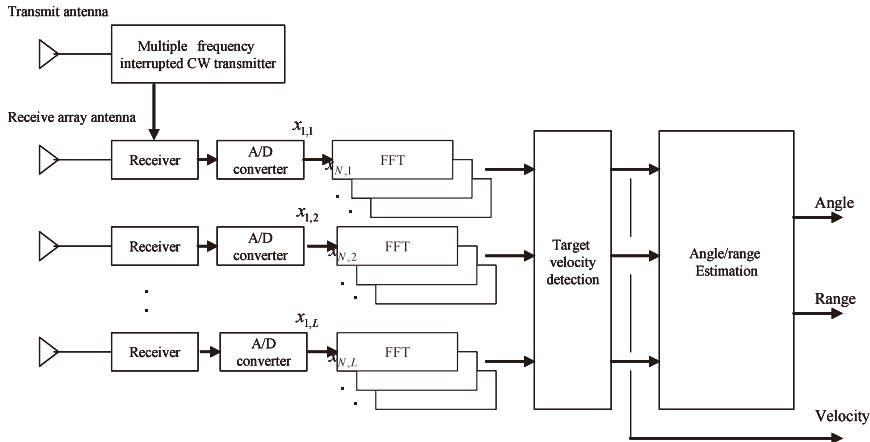 Transmit antenna
Multiple frequency
interrupted CW transmitter
Receive array antenna
Receiver
A/D
converter
x1,1
xN,1
FFT
Receiver
A/D
converter
x1,2
xN,2
FFT
Receiver
A/D
converter
x1,L
xN,L
FFT
Target
velocity
detection
Angle/range
Estimation
Angle
Range
Velocity